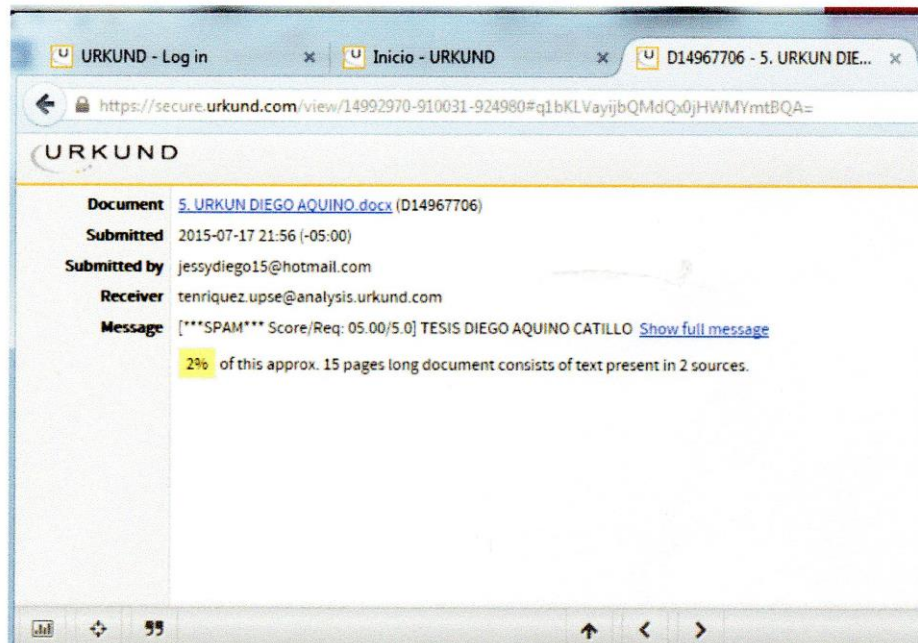 URKUND - Log in
Inicio - URKUND
D14967706 - 5. URKUN DIE...
https://secure.urkund.com/view/14992970-910031-924980#q1bKLVayijbQMdQx0jHWMYmtBQA=
URKUND
Document 5. URKUN DIEGO AQUINO.docx (D14967706)
Submitted 2015-07-17 21:56 (-05:00)
Submitted by jessydiego15@hotmail.com
Receiver tenriquez.upse@analysis.urkund.com
Message [***SPAM*** Score/Req: 05.00/5.0] TESIS DIEGO AQUINO CATILLO Show full message
2% of this approx. 15 pages long document consists of text present in 2 sources.